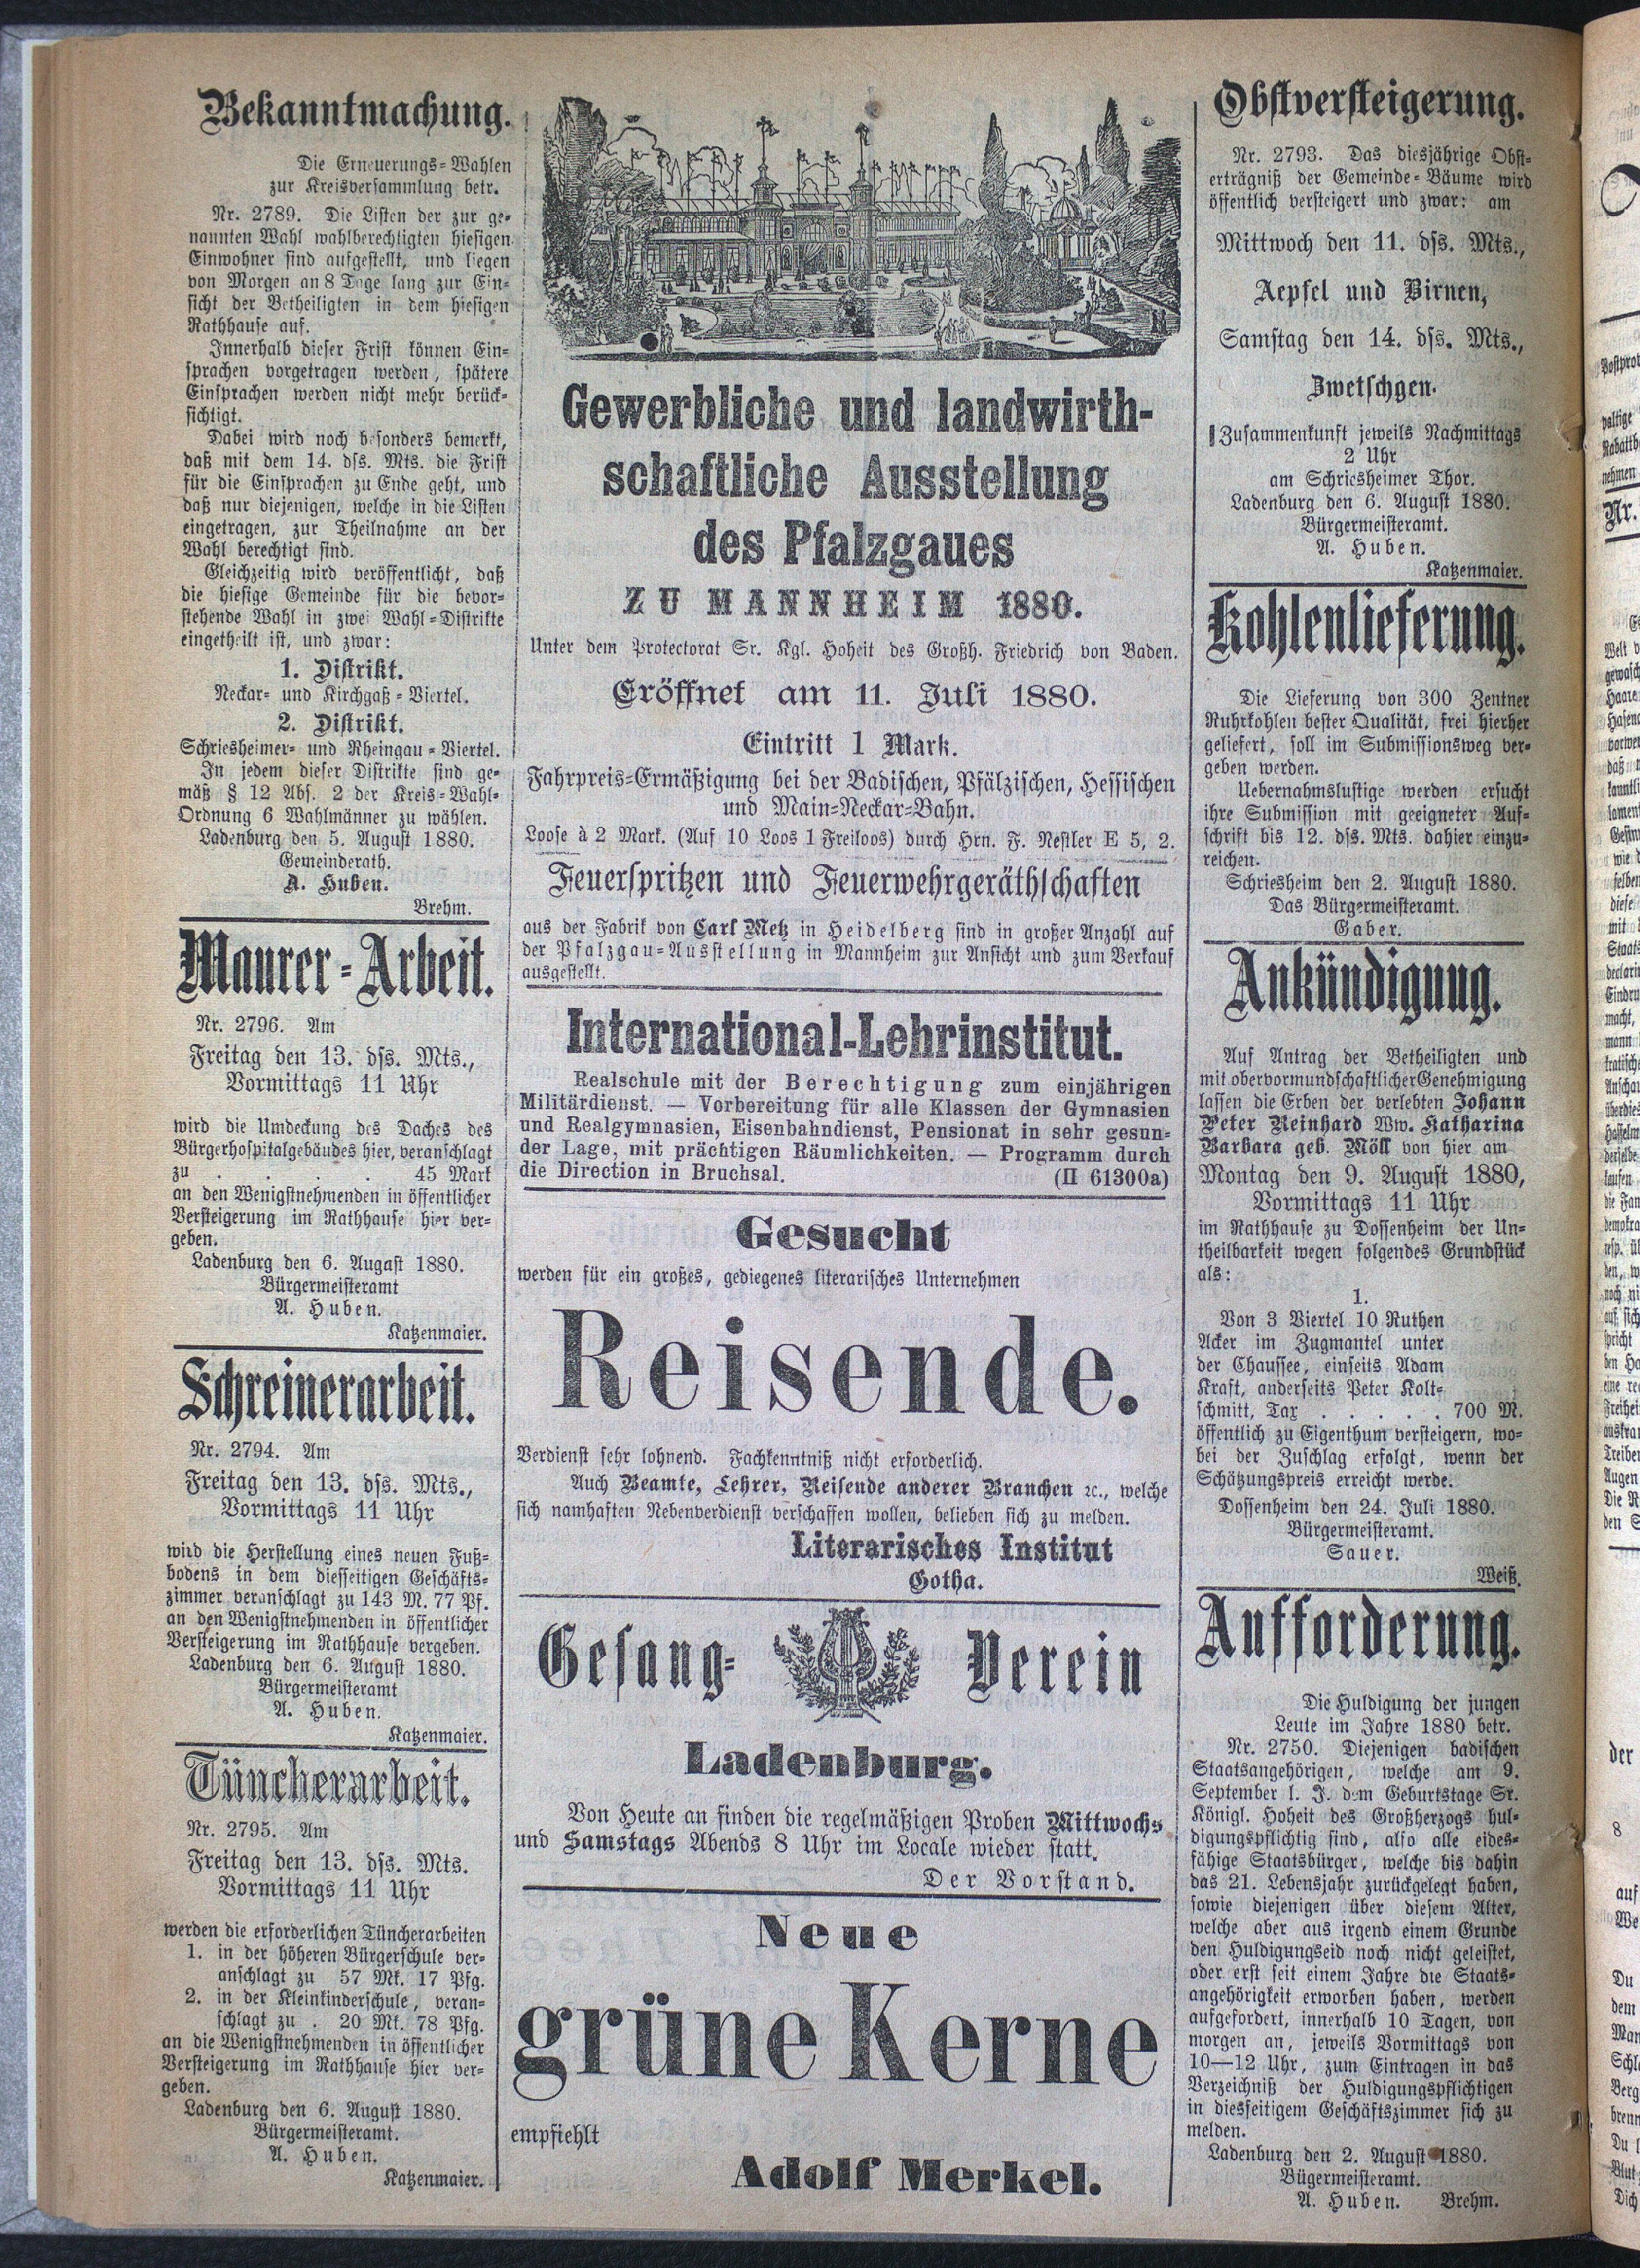 Bekanntmachung.
Die Erneuerungs-Wahlen
zur Kreisversammlung betr.
Nr. 2789. Die Listen der zur ge-
nannten Wahl wahlberechtigten hiesigen
Einwohner sind aufgestellt, und liegen
von Morgen an 8 Tage lang zur Ein-
sicht der Betheiligten in dem hiesigen
Rathhause auf.
Innerhalb dieser Frist können Ein-
sprachen vorgetragen werden, spätere
Einsprachen werden nicht mehr berück-
sichtigt.
Dabei wird noch besonders bemerkt,
daß mit dem 14. dss. Mts. die Frist
für die Einsprachen zu Ende geht, und
daß nur diejenigen, welche in die Listen
eingetragen, zur Theilnahme an der
Wahl berechtigt sind.
Gleichzeitig wird veröffentlicht, daß
die hiesige Gemeinde für die bevor-
stehende Wahl in zwei Wahl-Distrikte
eingetheilt ist, und zwar:
1. Distrikt.
Neckar- und Kirchgaß-Viertel.
2. Distrikt.
Schriesheimer- und Rheingau-Viertel.
In jedem dieser Distrikte sind ge-
mäß § 12 Abs. 2 der Kreis-Wahl-
Ordnung 6 Wahlmänner zu wählen.
Ladenburg den 5. August 1880.
Gemeinderath.
A. Huben.
Brehm.
Maurer-Arbeit.
Nr. 2796. Am
Freitag den 13. dss. Mts.,
Vormittags 11 Uhr
wird die Umdeckung des Daches des
Bürgerhospitalgebäudes hier, veranschlagt
zu . . . . . 45 Mark
an den Wenigstnehmenden in öffentlicher
Versteigerung im Rathhause hier ver-
geben.
Ladenburg den 6. August 1880.
Bürgermeisteramt
A. Huben.
Katzenmaier.
Schreinerarbeit.
Nr. 2794. Am
Freitag den 13. dss. Mts.,
Vormittags 11 Uhr
wird die Herstellung eines neuen Fuß-
bodens in dem diesseitigen Geschäfts-
zimmer veranschlagt zu 143 M. 77 Pf.
an den Wenigstnehmenden in öffentlicher
Versteigerung im Rathhause vergeben.
Ladenburg den 6. August 1880.
Bürgermeisteramt
A. Huben.
Katzenmaier.
Tüncherarbeit.
Nr. 2795. Am
Freitag den 13. dss. Mts.
Vormittags 11 Uhr
werden die erforderlichen Tüncherarbeiten
1. in der höheren Bürgerschule ver-
anschlagt zu 57 Mk. 17 Pfg.
2. in der Kleinkinderschule, veran-
schlagt zu . 20 Mk. 78 Pfg.
an die Wenigstnehmenden in öffentlicher
Versteigerung im Rathhause hier ver-
geben.
Ladenburg den 6. August 1880.
Bürgermeisteramt.
A. Huben.
Katzenmaier.
Gewerbliche und landwirth-
schaftliche Ausstellung
des Pfalzgaues
ZU MANNHEIM 1880.
Unter dem Protectorat Sr. Kgl. Hoheit des Großh. Friedrich von Baden.
Eröffnet am 11. Juli 1880.
Eintritt 1 Mark.
Fahrpreis-Ermäßigung bei der Badischen, Pfälzischen, Hessischen
und Main-Neckar-Bahn.
Loose à 2 Mark. (Auf 10 Loos 1 Freiloos) durch Hrn. F. Nestler E 5, 2.
Feuerspritzen und Feuerwehrgeräthschaften
aus der Fabrik von Carl Metz in Heidelberg sind in großer Anzahl auf
der Pfalzgau-Ausstellung in Mannheim zur Ansicht und zum Verkauf
ausgestellt.
International-Lehrinstitut.
Realschule mit der Berechtigung zum einjährigen
Militärdienst. — Vorbereitung für alle Klassen der Gymnasien
und Realgymnasien, Eisenbahndienst, Pensionat in sehr gesun-
der Lage, mit prächtigen Räumlichkeiten. — Programm durch
die Direction in Bruchsal. (II 61300a)
Gesucht
werden für ein großes, gediegenes literarisches Unternehmen
Reisende.
Verdienst sehr lohnend. Fachkenntniß nicht erforderlich.
Auch Beamte, Lehrer, Reisende anderer Branchen ꝛc., welche
sich namhaften Nebenverdienst verschaffen wollen, belieben sich zu melden.
Literarisches Institut
Gotha.
Gesang-Verein
Ladenburg.
Von Heute an finden die regelmäßigen Proben Mittwochs
und Samstags Abends 8 Uhr im Locale wieder statt.
Der Vorstand.
Neue
grüne Kerne
empfiehlt
Adolf Merkel.
Obstversteigerung.
Nr. 2793. Das diesjährige Obst-
erträgniß der Gemeinde-Bäume wird
öffentlich versteigert und zwar: am
Mittwoch den 11. dss. Mts.,
Aepfel und Birnen,
Samstag den 14. dss. Mts.,
Zwetschgen.
Zusammenkunft jeweils Nachmittags
2 Uhr
am Schriesheimer Thor.
Ladenburg den 6. August 1880.
Bürgermeisteramt.
A. Huben.
Katzenmaier.
Kohlenlieferung.
Die Lieferung von 300 Zentner
Ruhrkohlen bester Qualität, frei hierher
geliefert, soll im Submissionsweg ver-
geben werden.
Uebernahmslustige werden ersucht
ihre Submission mit geeigneter Auf-
schrift bis 12. dss. Mts. dahier einzu-
reichen.
Schriesheim den 2. August 1880.
Das Bürgermeisteramt.
Gaber.
Ankündigung.
Auf Antrag der Betheiligten und
mit obervormundschaftlicher Genehmigung
lassen die Erben der verlebten Johann
Peter Reinhard Ww. Katharina
Barbara geb. Möll von hier am
Montag den 9. August 1880,
Vormittags 11 Uhr
im Rathhause zu Dossenheim der Un-
theilbarkeit wegen folgendes Grundstück
als:
1.
Von 3 Viertel 10 Ruthen
Acker im Zugmantel unter
der Chaussee, einseits Adam
Kraft, anderseits Peter Kolt-
schmitt, Tax . . . . . 700 M.
öffentlich zu Eigenthum versteigern, wo-
bei der Zuschlag erfolgt, wenn der
Schätzungspreis erreicht werde.
Dossenheim den 24. Juli 1880.
Bürgermeisteramt.
Sauer.
Weiß.
Aufforderung.
Die Huldigung der jungen
Leute im Jahre 1880 betr.
Nr. 2750. Diejenigen badischen
Staatsangehörigen, welche am 9.
September l. J. dem Geburtstage Sr.
Königl. Hoheit des Großherzogs hul-
digungspflichtig sind, also alle eides-
fähige Staatsbürger, welche bis dahin
das 21. Lebensjahr zurückgelegt haben,
sowie diejenigen über diesem Alter,
welche aber aus irgend einem Grunde
den Huldigungseid noch nicht geleistet,
oder erst seit einem Jahre die Staats-
angehörigkeit erworben haben, werden
aufgefordert, innerhalb 10 Tagen, von
morgen an, jeweils Vormittags von
10—12 Uhr, zum Eintragen in das
Verzeichniß der Huldigungspflichtigen
in diesseitigem Geschäftszimmer sich zu
melden.
Ladenburg den 2. August 1880.
Bügermeisteramt.
A. Huben. Brehm.